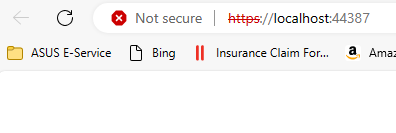 Not secure | https://localhost:44387
ASUS E-Service Bing Insurance Claim For... Amaz